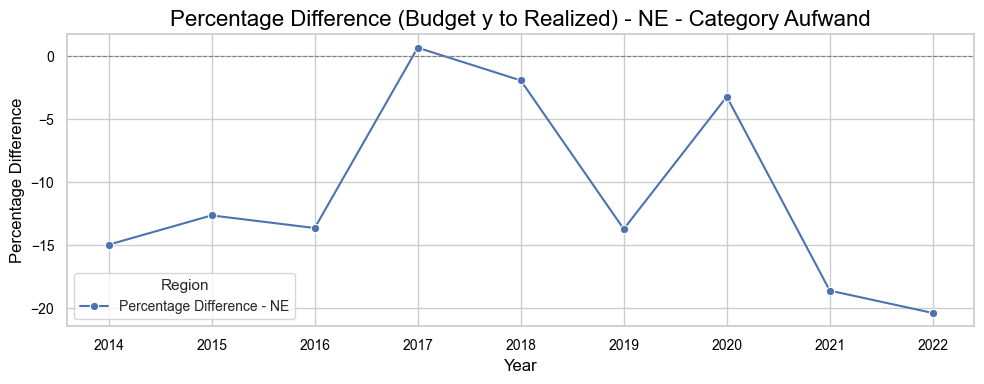 Percentage Difference (Budget y to Realized) - NE - Category Aufwand
Percentage Difference
0
−5
−10
−15
−20
Region
Percentage Difference - NE
2014 2015 2016 2017 2018 2019 2020 2021 2022
Year